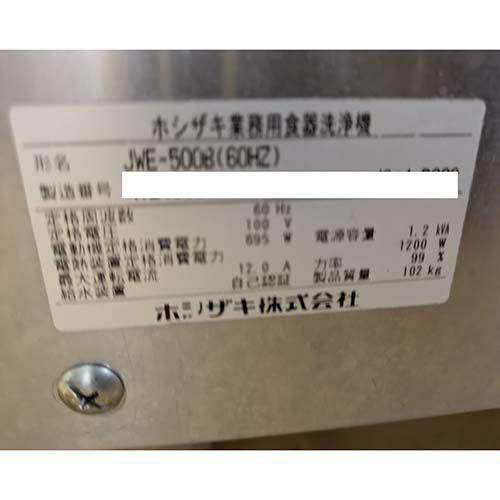 ホシザキ業務用食器洗浄機
形名 JWE-500B(60HZ)
製造番号
定格周波数 60 Hz
定格電圧 100 V 電源容量 1.2 kVA
電動機定格消費電力 695 W 1200 W
電熱装置定格消費電力 力率 99 %
最大運転電流 12.0 A 製品質量 102 kg
給水装置 自己認証
ホシザキ株式会社